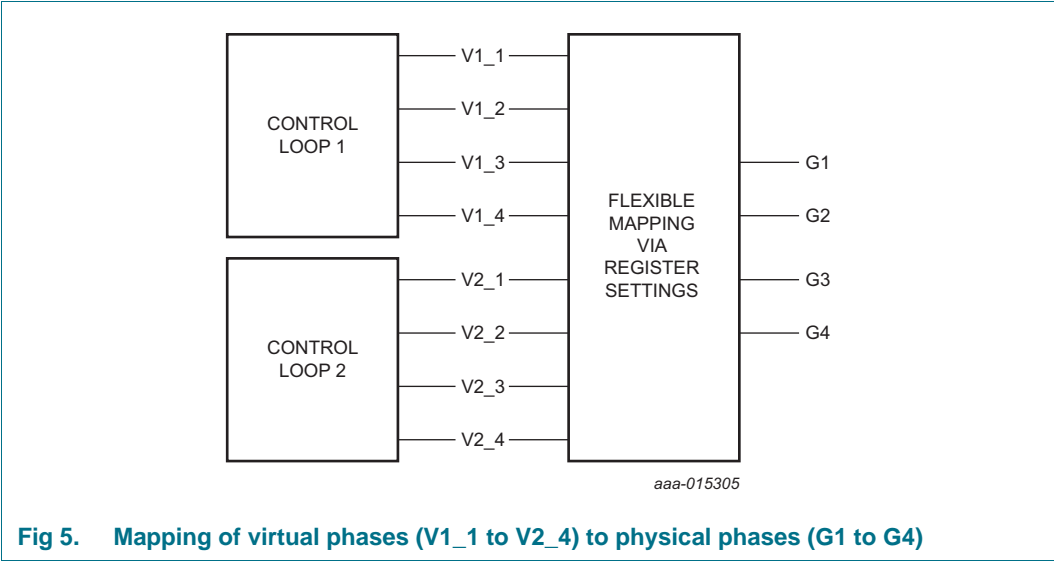 CONTROL
LOOP 1
V1_1
V1_2
V1_3
V1_4
CONTROL
LOOP 2
V2_1
V2_2
V2_3
V2_4
FLEXIBLE
MAPPING
VIA
REGISTER
SETTINGS
G1
G2
G3
G4
aaa-015305
Fig 5. Mapping of virtual phases (V1_1 to V2_4) to physical phases (G1 to G4)